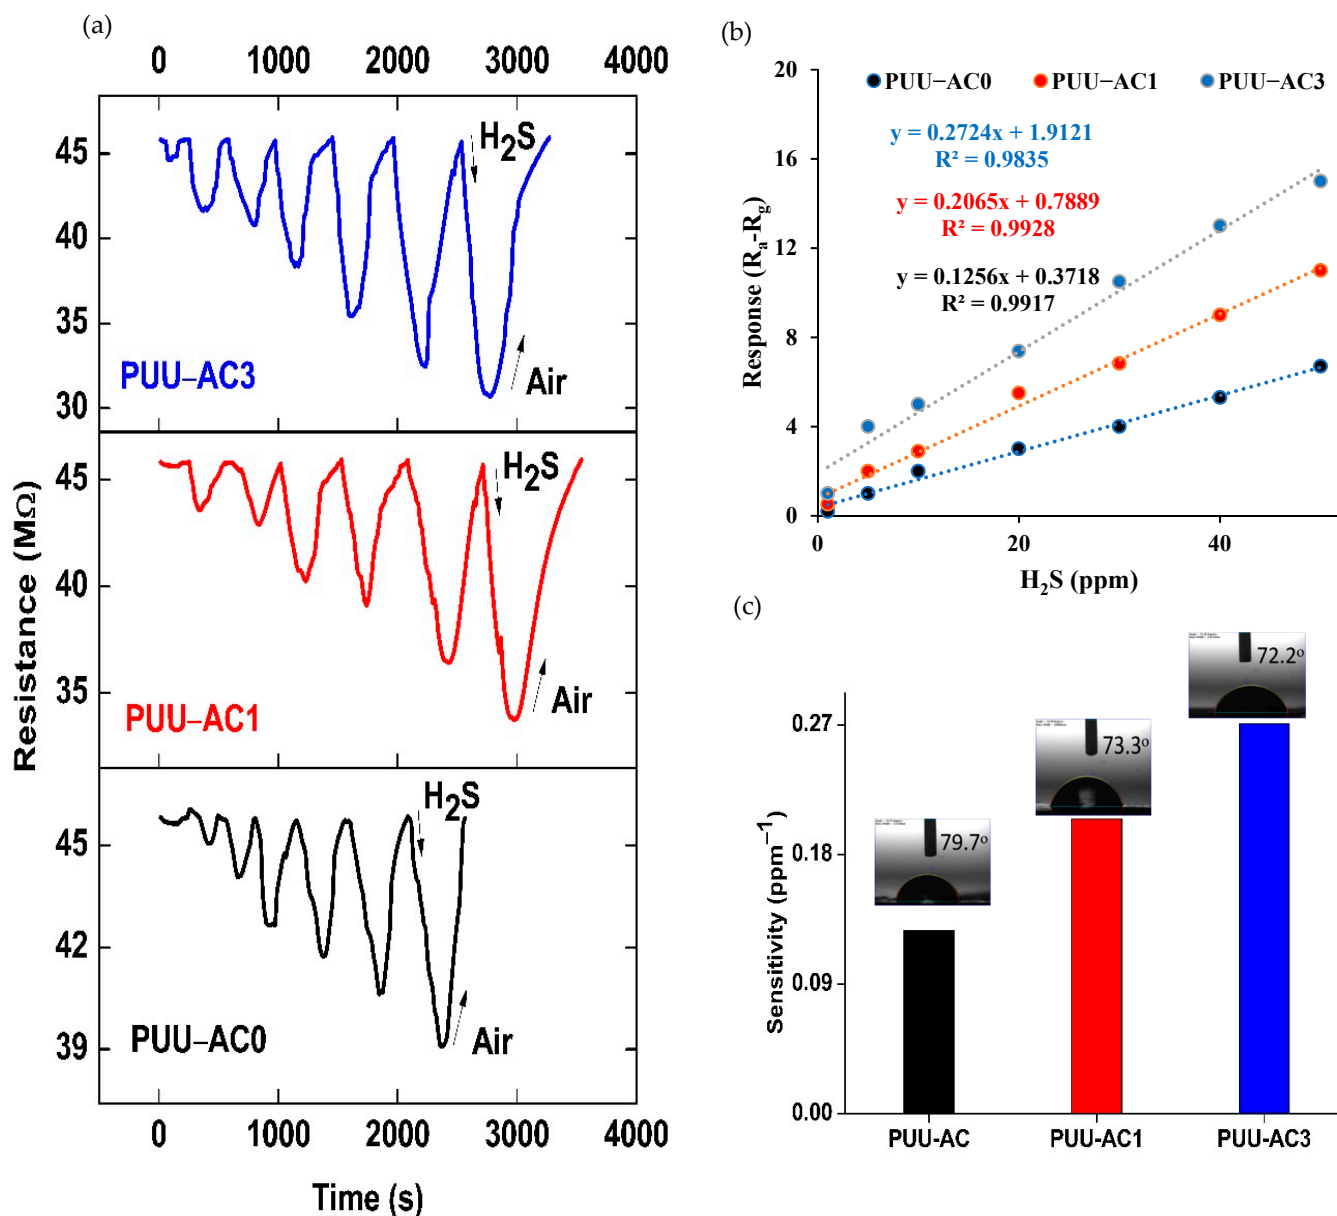 (a)
0 1000 2000 3000 4000
45
40
35
30
H₂S
Air
PUU−AC3
45
40
35
H₂S
Air
PUU−AC1
45
42
39
H₂S
Air
PUU−AC0
0 1000 2000 3000 4000
Time (s)
Resistance (MΩ)
(b)
20
16
12
8
4
0
PUU−AC0 PUU−AC1 PUU−AC3
y = 0.2724x + 1.9121
R² = 0.9835
y = 0.2065x + 0.7889
R² = 0.9928
y = 0.1256x + 0.3718
R² = 0.9917
0 20 40
H₂S (ppm)
Response (Rₐ-R_g)
(c)
0.27
0.18
0.09
0.00
79.7°
73.3°
72.2°
PUU-AC PUU-AC1 PUU-AC3
Sensitivity (ppm⁻¹)